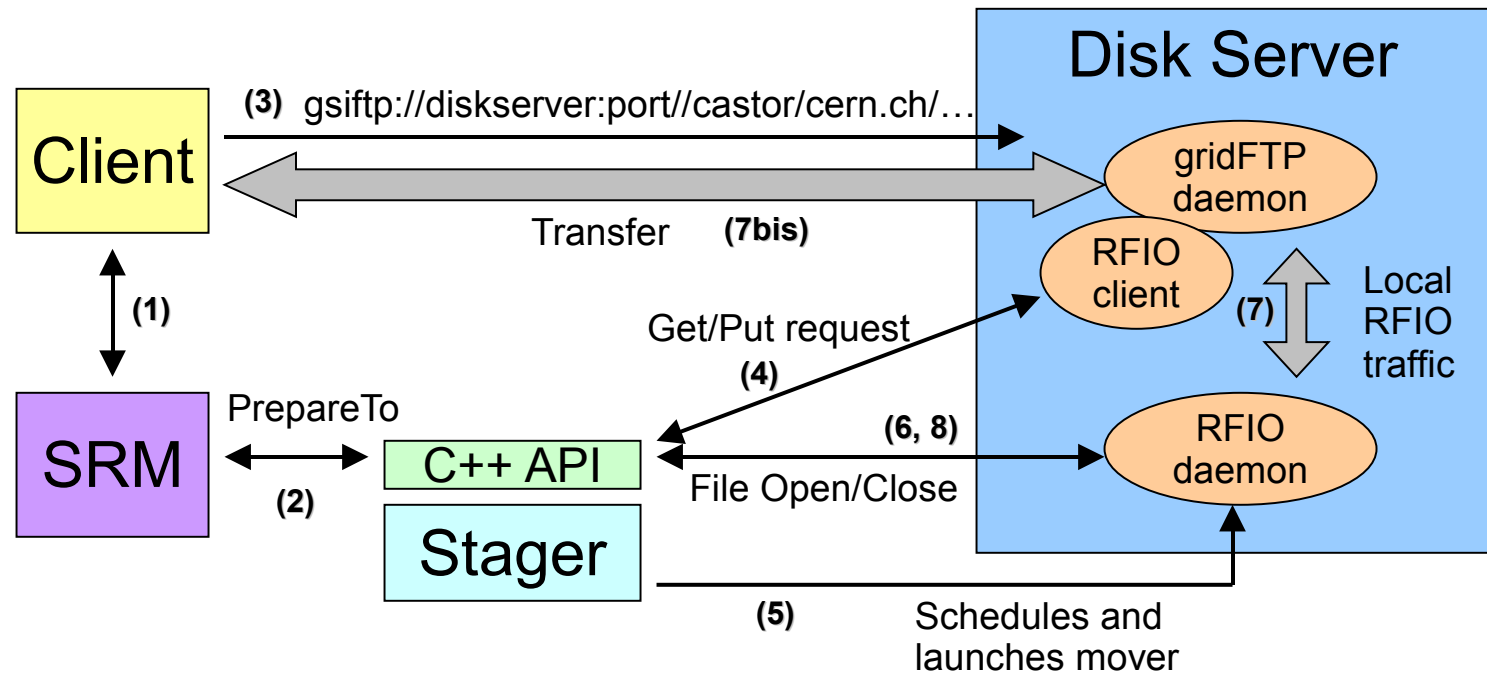 Disk Server
(3) gsiftp://diskserver:port//castor/cern.ch/…
Client
gridFTP
daemon
Transfer (7bis)
RFIO
client
(1)
(7)
Local
RFIO
traffic
Get/Put request
(4)
PrepareTo
SRM
(2)
C++ API
(6, 8)
File Open/Close
RFIO
daemon
Stager
(5)
Schedules and
launches mover